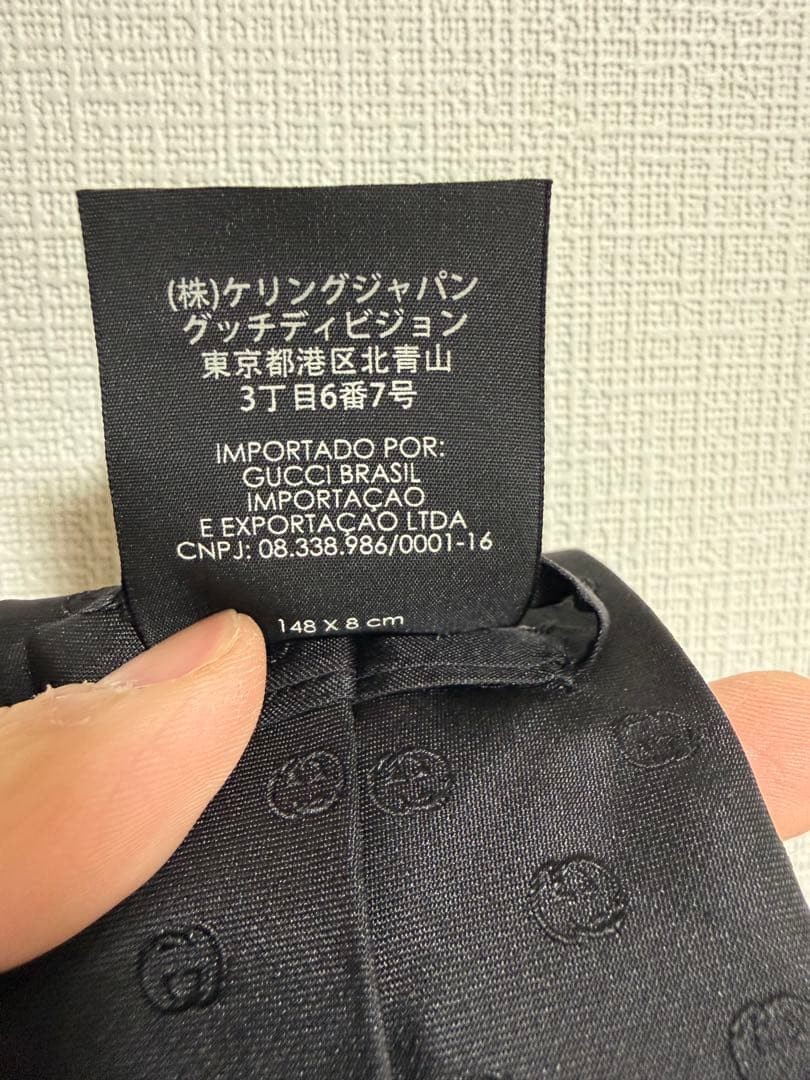 (株)ケリングジャパン
グッチディビジョン
東京都港区北青山
3丁目6番7号
IMPORTADO POR:
GUCCI BRASIL
IMPORTAÇAO
E EXPORTAÇAO LTDA
CNPJ: 08.338.986/0001-16
148 X 8 cm